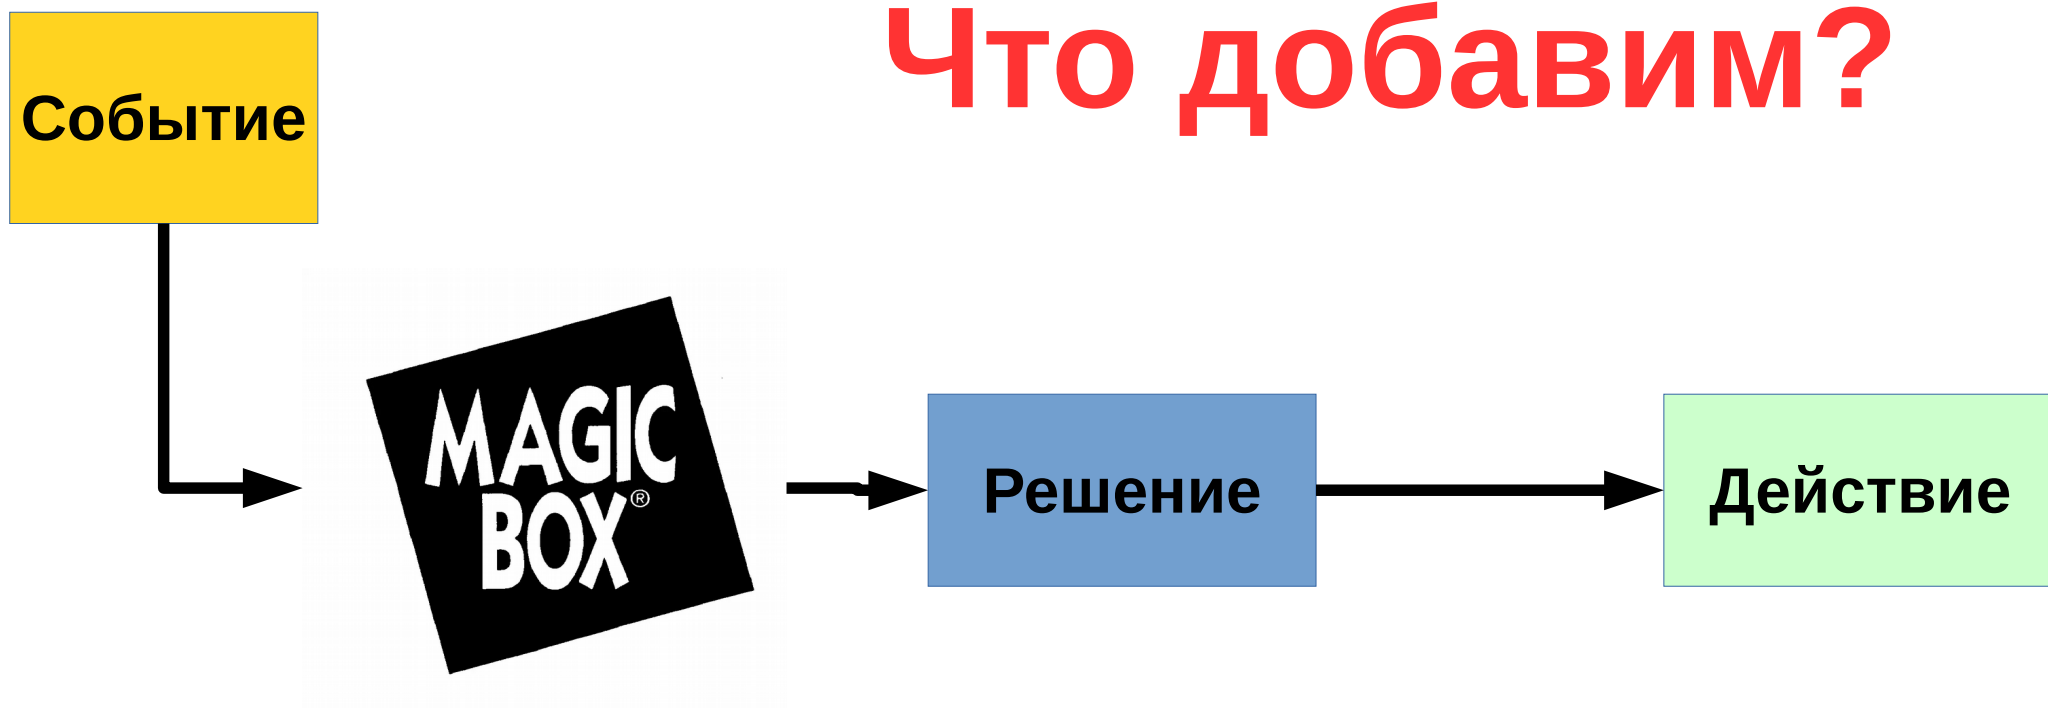 Что добавим?
Событие
MAGIC
BOX®
Решение
Действие